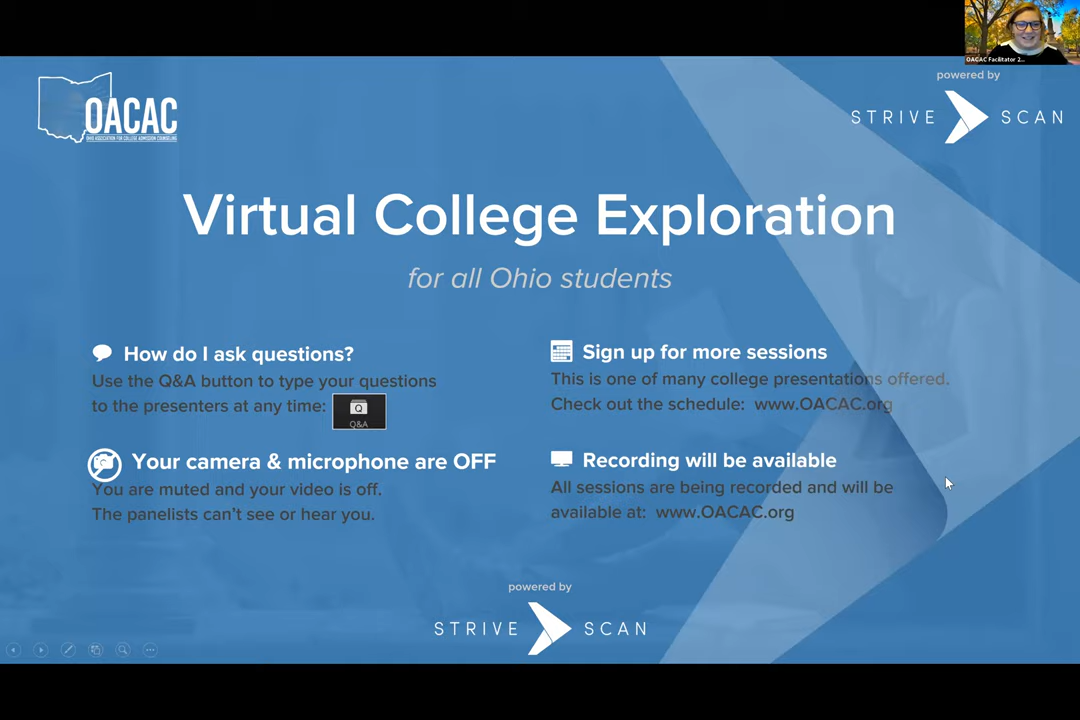 OACAC Facilitator 2...
powered by
STRIVE SCAN
OACAC
OHIO ASSOCIATION FOR COLLEGE ADMISSION COUNSELING
Virtual College Exploration
for all Ohio students
How do I ask questions?
Use the Q&A button to type your questions
to the presenters at any time:
Q
Q&A
Your camera & microphone are OFF
You are muted and your video is off.
The panelists can't see or hear you.
Sign up for more sessions
This is one of many college presentations offered.
Check out the schedule: www.OACAC.org
Recording will be available
All sessions are being recorded and will be
available at: www.OACAC.org
powered by
STRIVE SCAN